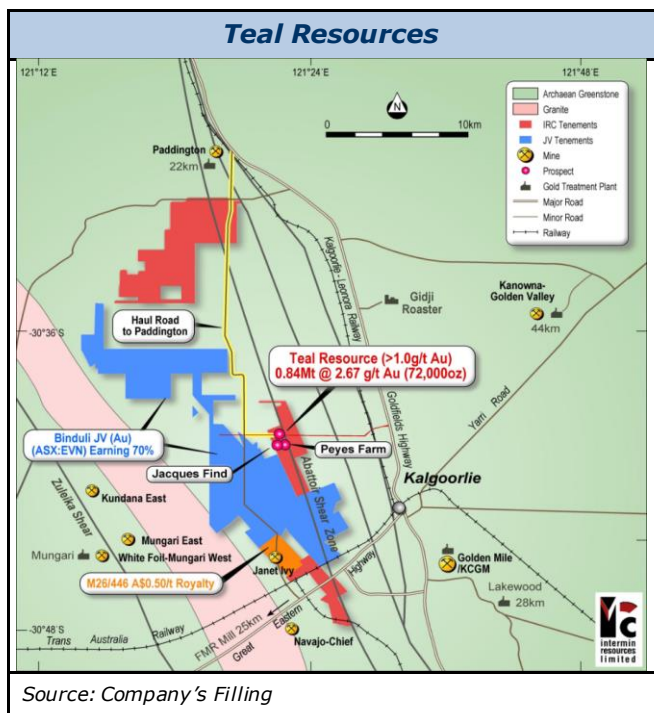 Teal Resources
121°12´E
121°24´E
121°48´E
N
0
10km
Archaean Greenstone
Granite
IRC Tenements
JV Tenements
Mine
Prospect
Gold Treatment Plant
Major Road
Minor Road
Railway
Paddington
22km
Kalgoorlie-Leonora Railway
Gidji
Roaster
Kanowna-
Golden Valley
44km
-30°36´S
Haul Road
to Paddington
Teal Resource (>1.0g/t Au)
0.84Mt @ 2.67 g/t Au (72,000oz)
Goldfields Highway
Yarri Road
Binduli JV (Au)
(ASX:EVN) Earning 70%
Jacques Find
Peyes Farm
Abattoir Shear Zone
Kalgoorlie
Zuleika Shear
Kundana East
Mungari East
Mungari
White Foil-Mungari West
M26/446 A$0.50/t Royalty
Janet Ivy
Golden Mile
/KCGM
Lakewood
28km
-30°48´S
Trans Australia Railway
FMR Mill 25km
Great Eastern Highway
Navajo-Chief
intermin
resources
limited
Source: Company's Filling